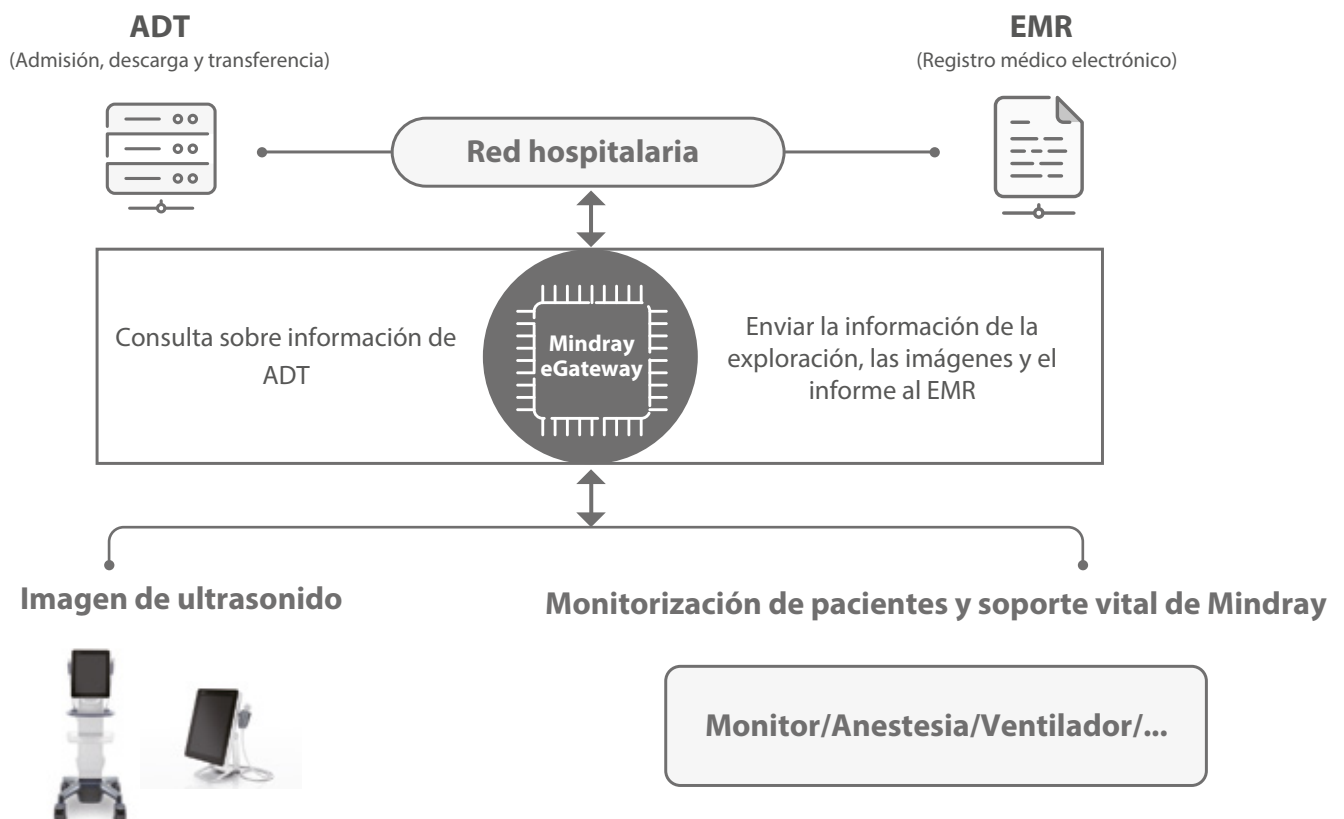 ADT
(Admisión, descarga y transferencia)
EMR
(Registro médico electrónico)
Red hospitalaria
Consulta sobre información de
ADT
Mindray
eGateway
Enviar la información de la
exploración, las imágenes y el
informe al EMR
Imagen de ultrasonido
Monitorización de pacientes y soporte vital de Mindray
Monitor/Anestesia/Ventilador/...